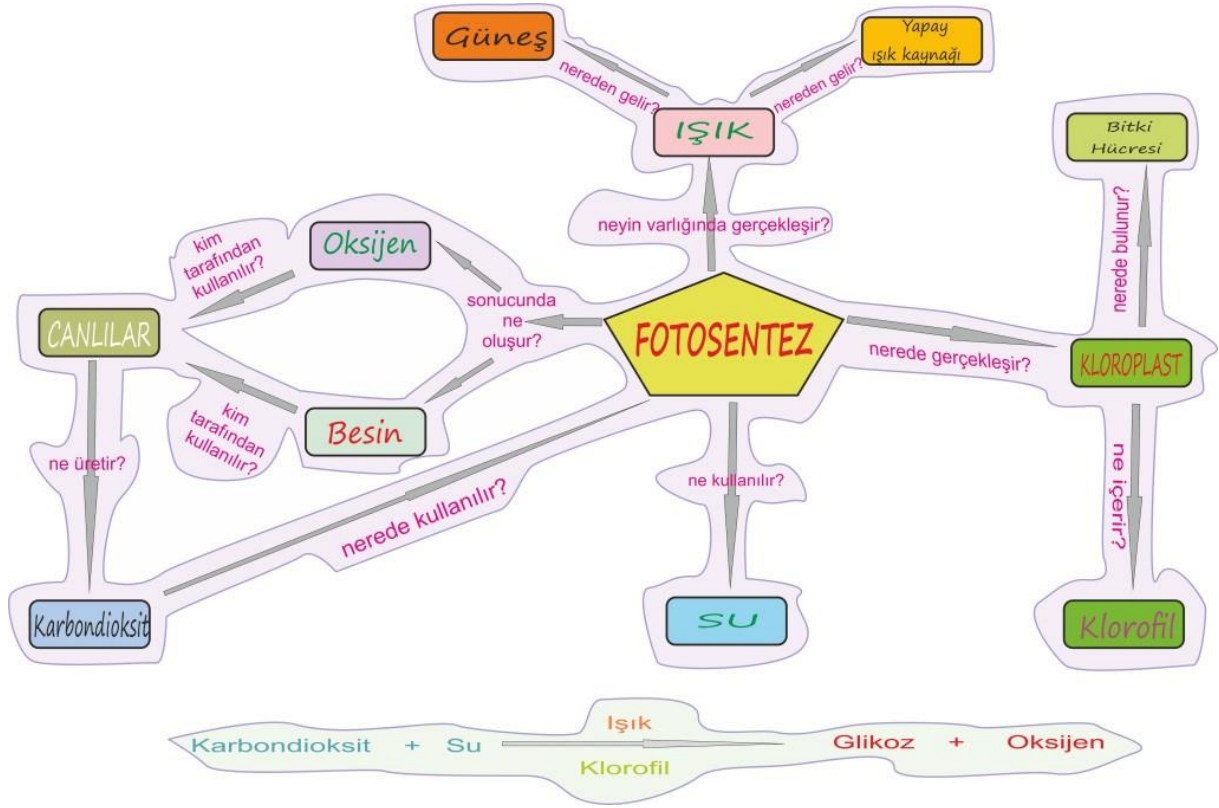 Güneş
Yapay
ışık kaynağı
nereden gelir?
nereden gelir?
IŞIK
Bitki
Hücresi
neyin varlığında gerçekleşir?
nerede bulunur?
Oksijen
kim
tarafından
kullanılır?
sonucunda
ne
oluşur?
CANLILAR
FOTOSENTEZ
nerede gerçekleşir?
KLOROPLAST
Besin
kim
tarafından
kullanılır?
ne üretir?
nerede kullanılır?
ne kullanılır?
ne içerir?
Karbondioksit
SU
Klorofil
Işık
Karbondioksit + Su
Glikoz + Oksijen
Klorofil